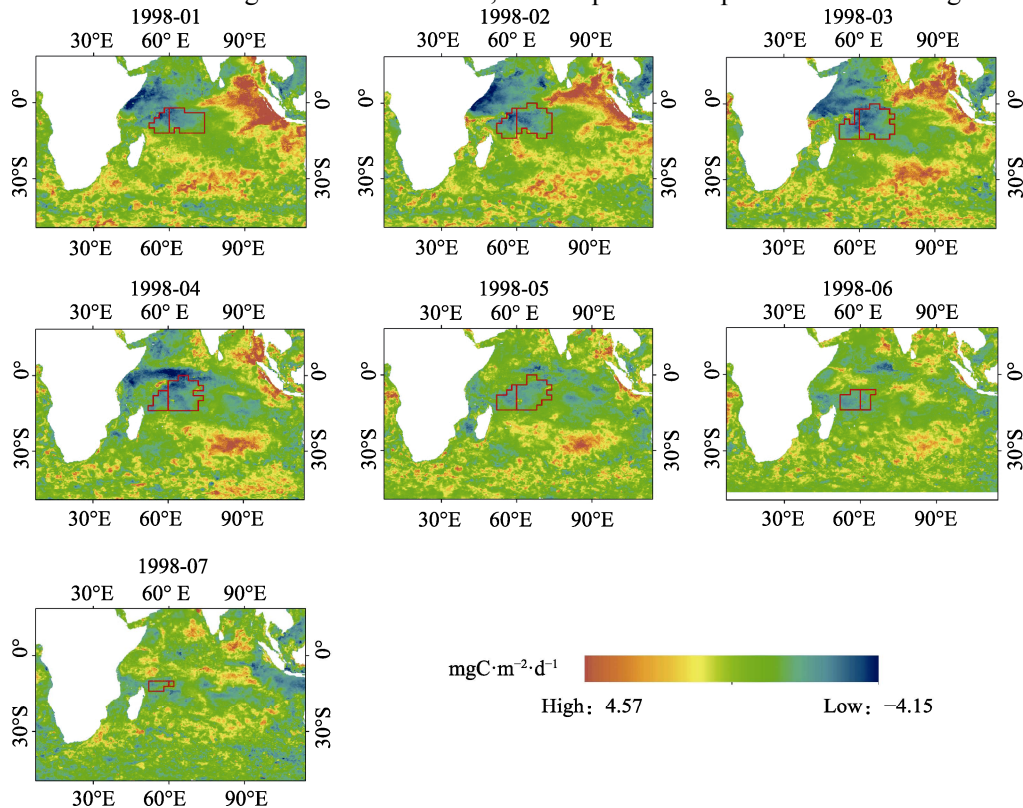 1998-01 1998-02 1998-03
30°E 60° E 90°E 30°E 60° E 90°E 30°E 60° E 90°E
0° 0° 0° 0° 0° 0°
30°S 30°S 30°S 30°S 30°S 30°S
30°E 60°E 90°E 30°E 60°E 90°E 30°E 60°E 90°E
1998-04 1998-05 1998-06
30°E 60° E 90°E 30°E 60° E 90°E 30°E 60° E 90°E
0° 0° 0° 0° 0° 0°
30°S 30°S 30°S 30°S 30°S 30°S
30°E 60°E 90°E 30°E 60°E 90°E 30°E 60°E 90°E
1998-07
30°E 60° E 90°E
0° 0°
30°S 30°S
30°E 60°E 90°E
mgC·m⁻²·d⁻¹
High: 4.57 Low: −4.15